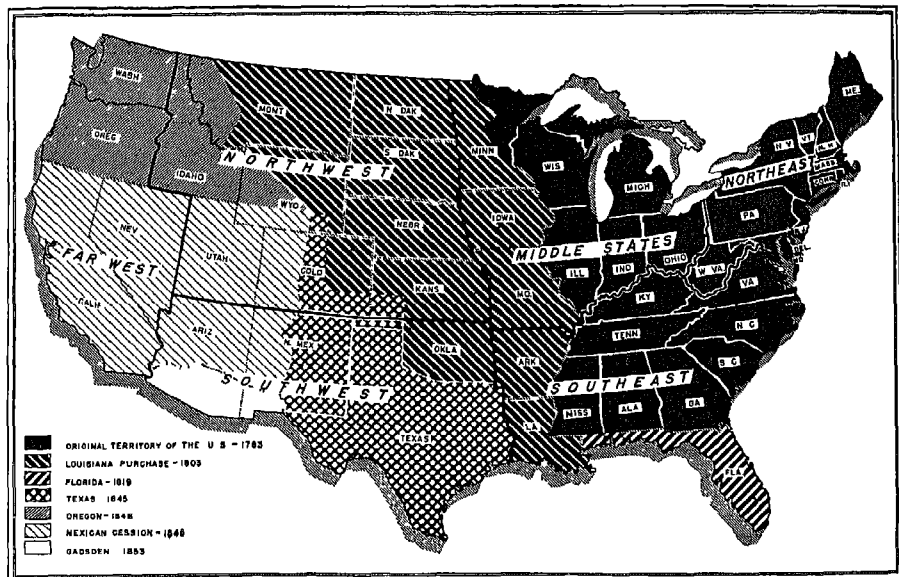 WASH
MONT
N. DAK
ME.
OREG
S. DAK
MINN
WIS
MICH
N.Y.
VT
N.H.
MASS
CONN
R.I.
NORTHEAST
NORTHWEST
IDAHO
WYO
NEBR
IOWA
PA
NEV
FAR WEST
UTAH
COLO
MIDDLE STATES
ILL
IND
OHIO
W. VA.
DEL
MD
CALIF
KANS
MO.
KY
VA
ARIZ
N. MEX
OKLA
ARK
TENN
N C
S C
SOUTHWEST
SOUTHEAST
TEXAS
LA
MISS
ALA
GA
FLA
ORIGINAL TERRITORY OF THE U S - 1783
LOUISIANA PURCHASE - 1803
FLORIDA - 1819
TEXAS 1845
OREGON - 1846
MEXICAN CESSION - 1848
GADSDEN 1853